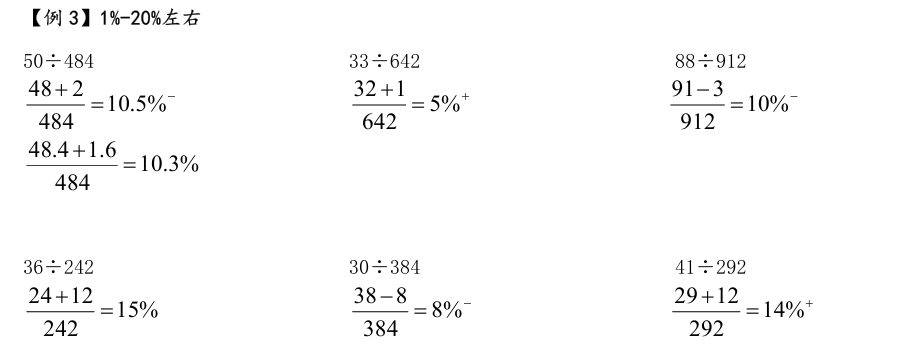 【例 3】1%-20%左右
50÷484 33÷642 88÷912
(48+2)/484=10.5%⁻ (32+1)/642=5%⁺ (91−3)/912=10%⁻
(48.4+1.6)/484=10.3%
36÷242 30÷384 41÷292
(24+12)/242=15% (38−8)/384=8%⁻ (29+12)/292=14%⁺